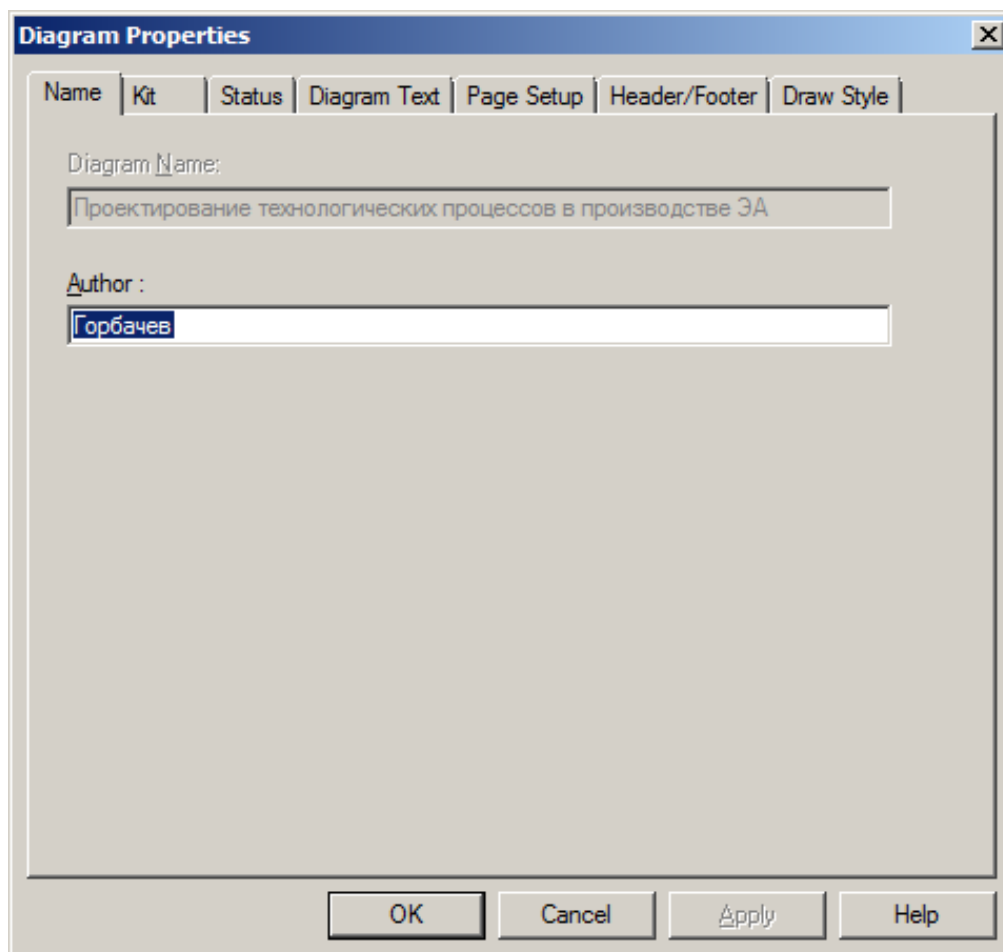 Diagram Properties
Name Kit Status Diagram Text Page Setup Header/Footer Draw Style
Diagram Name:
Проектирование технологических процессов в производстве ЭА
Author :
Горбачев
OK Cancel Apply Help